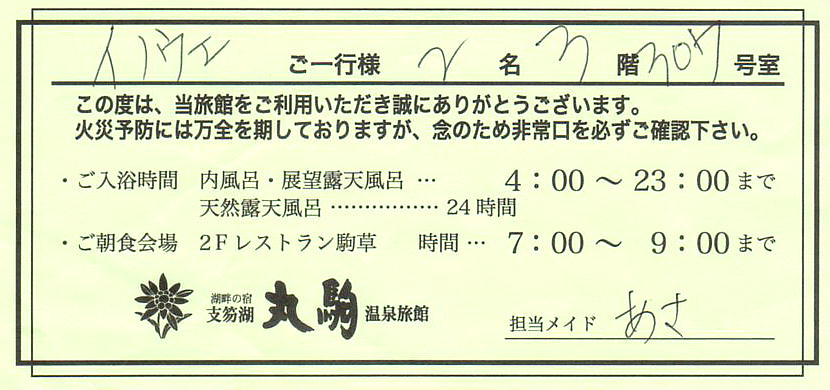 イノウエ ご一行様 2 名 3 階 307 号室
この度は、当旅館をご利用いただき誠にありがとうございます。
火災予防には万全を期しておりますが、念のため非常口を必ずご確認下さい。
・ご入浴時間 内風呂・展望露天風呂 … 4：00 〜 23：00 まで
天然露天風呂 …………… 24 時間
・ご朝食会場 2Fレストラン駒草 時間 … 7：00 〜 9：00 まで
湖畔の宿
支笏湖 丸駒 温泉旅館
担当メイド あさ